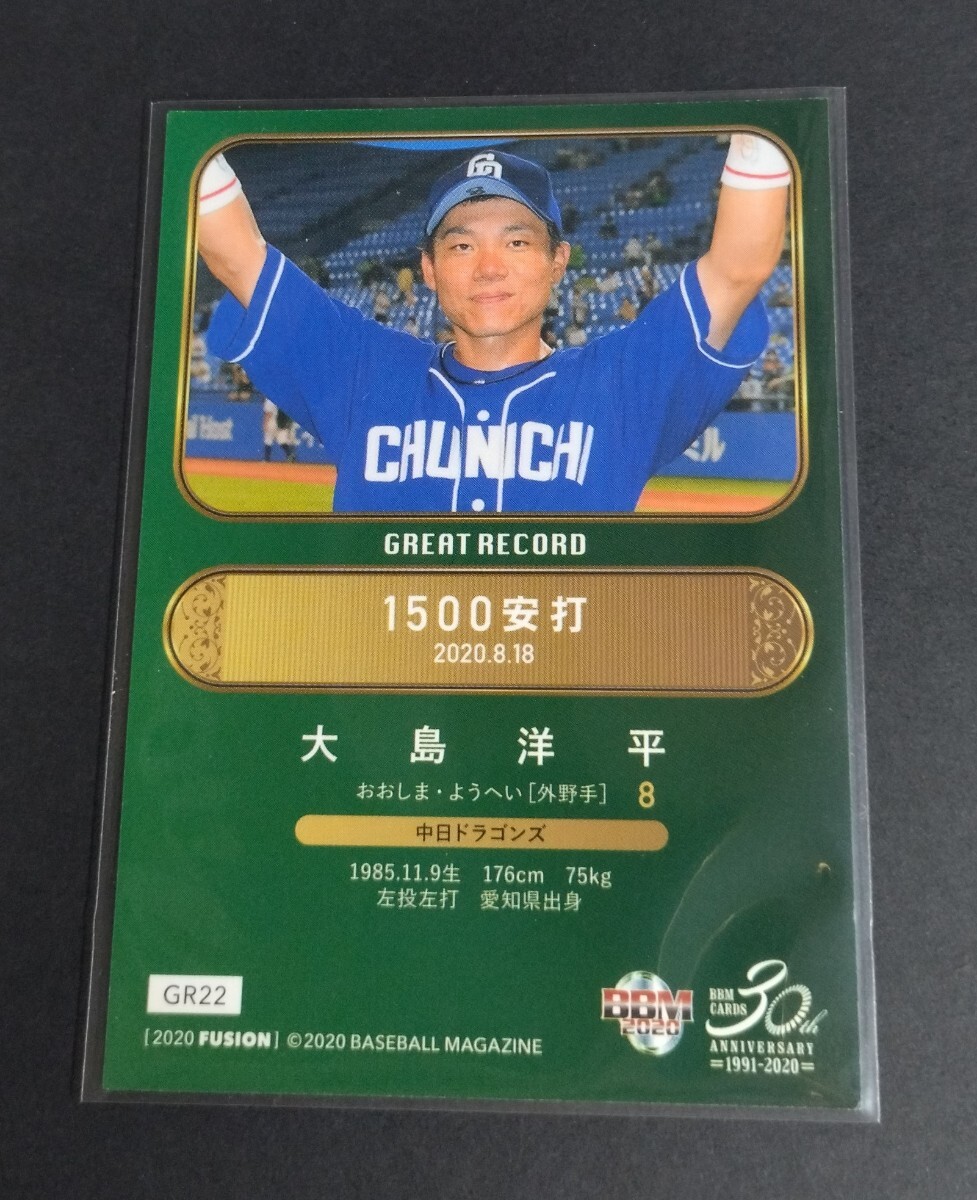 CD
CHUNICHI
ミル
GREAT RECORD
1500安打
2020.8.18
大島洋平
おおしま・ようへい［外野手］ 8
中日ドラゴンズ
1985.11.9生 176cm 75kg
左投左打 愛知県出身
GR22
BBM
2020
BBM
CARDS
30th
ANNIVERSARY
=1991-2020=
[2020 FUSION] ©2020 BASEBALL MAGAZINE